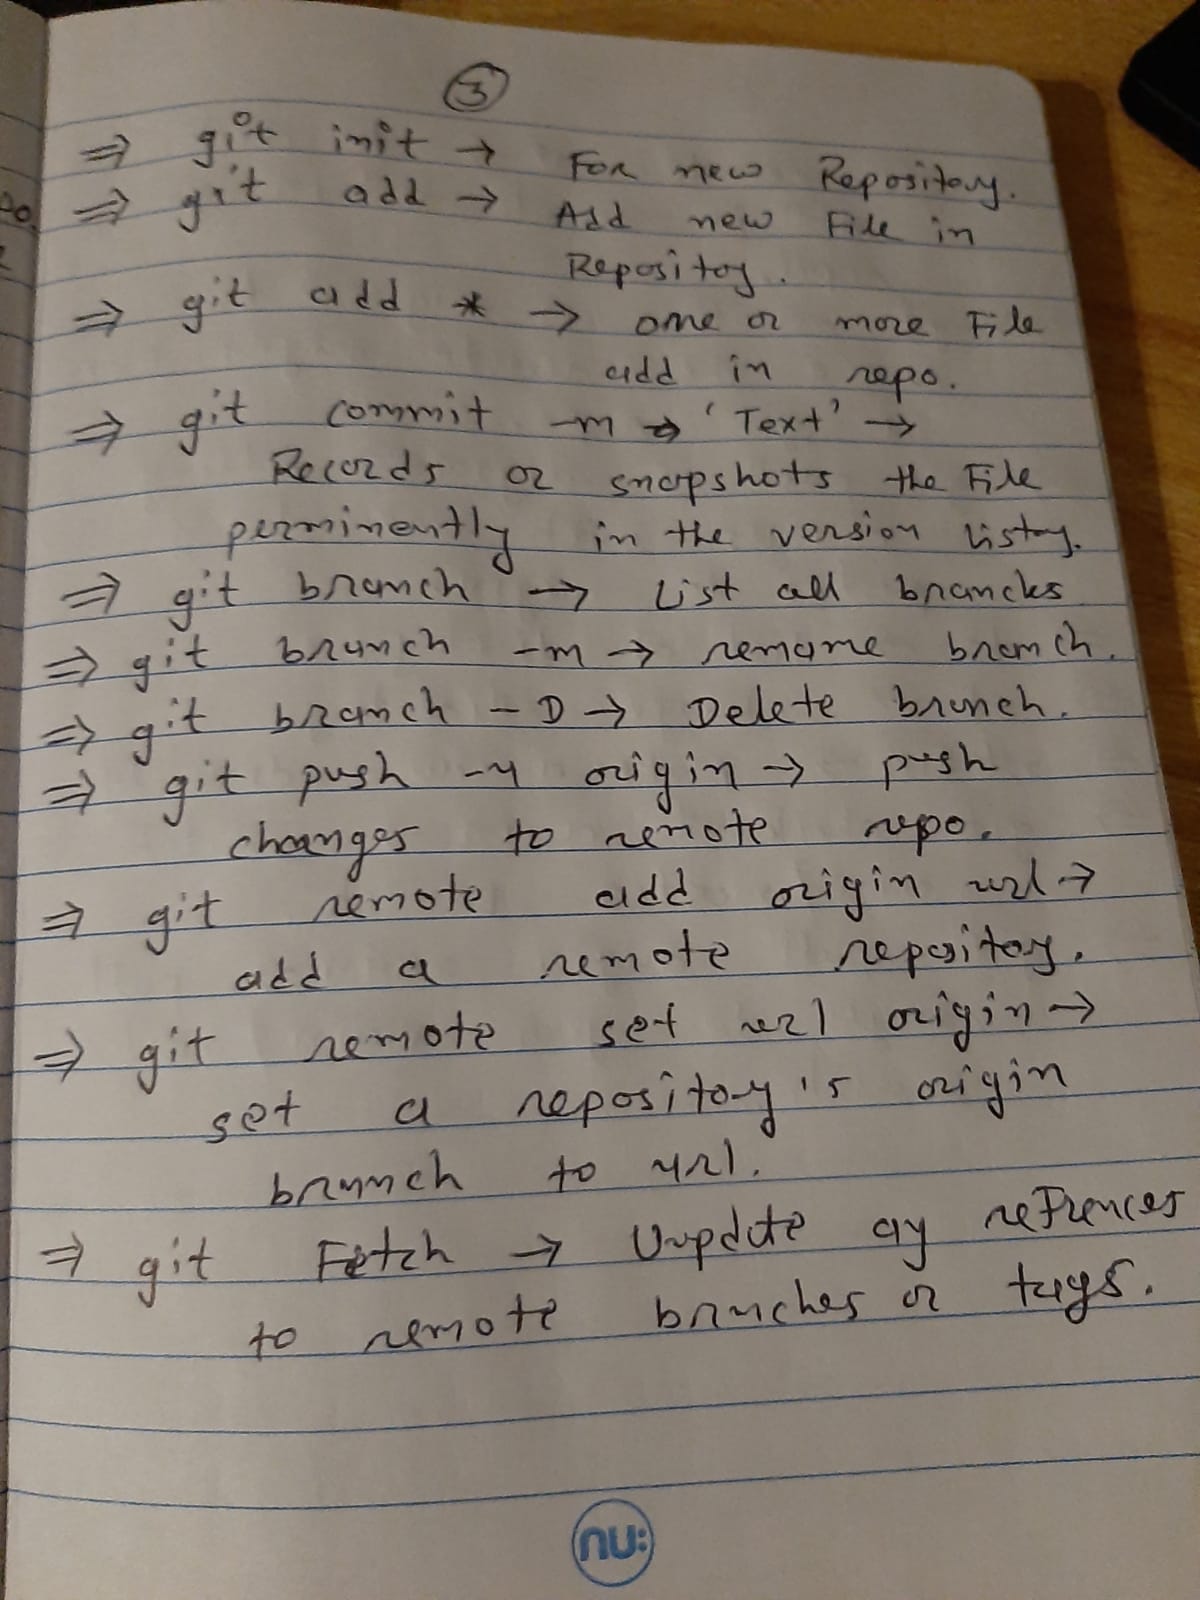 3
⇒ git init → For new Repository.
⇒ git add → Add new File in
Repositoy.
⇒ git add * → one or more File
add in repo.
⇒ git commit -m → 'Text' →
Records or snapshots the File
perminently in the version
⇒ git branch → List all branches
⇒ git branch -m → rename branch.
⇒ git branch - D → Delete branch.
⇒ git push -u origin → push
changes to remote repo.
⇒ git remote add origin url →
add a remote repository.
⇒ git remote set url origin →
set a repository's origin
branch to url.
⇒ git Fetch → refrences
to remote branches or tags.
nu: